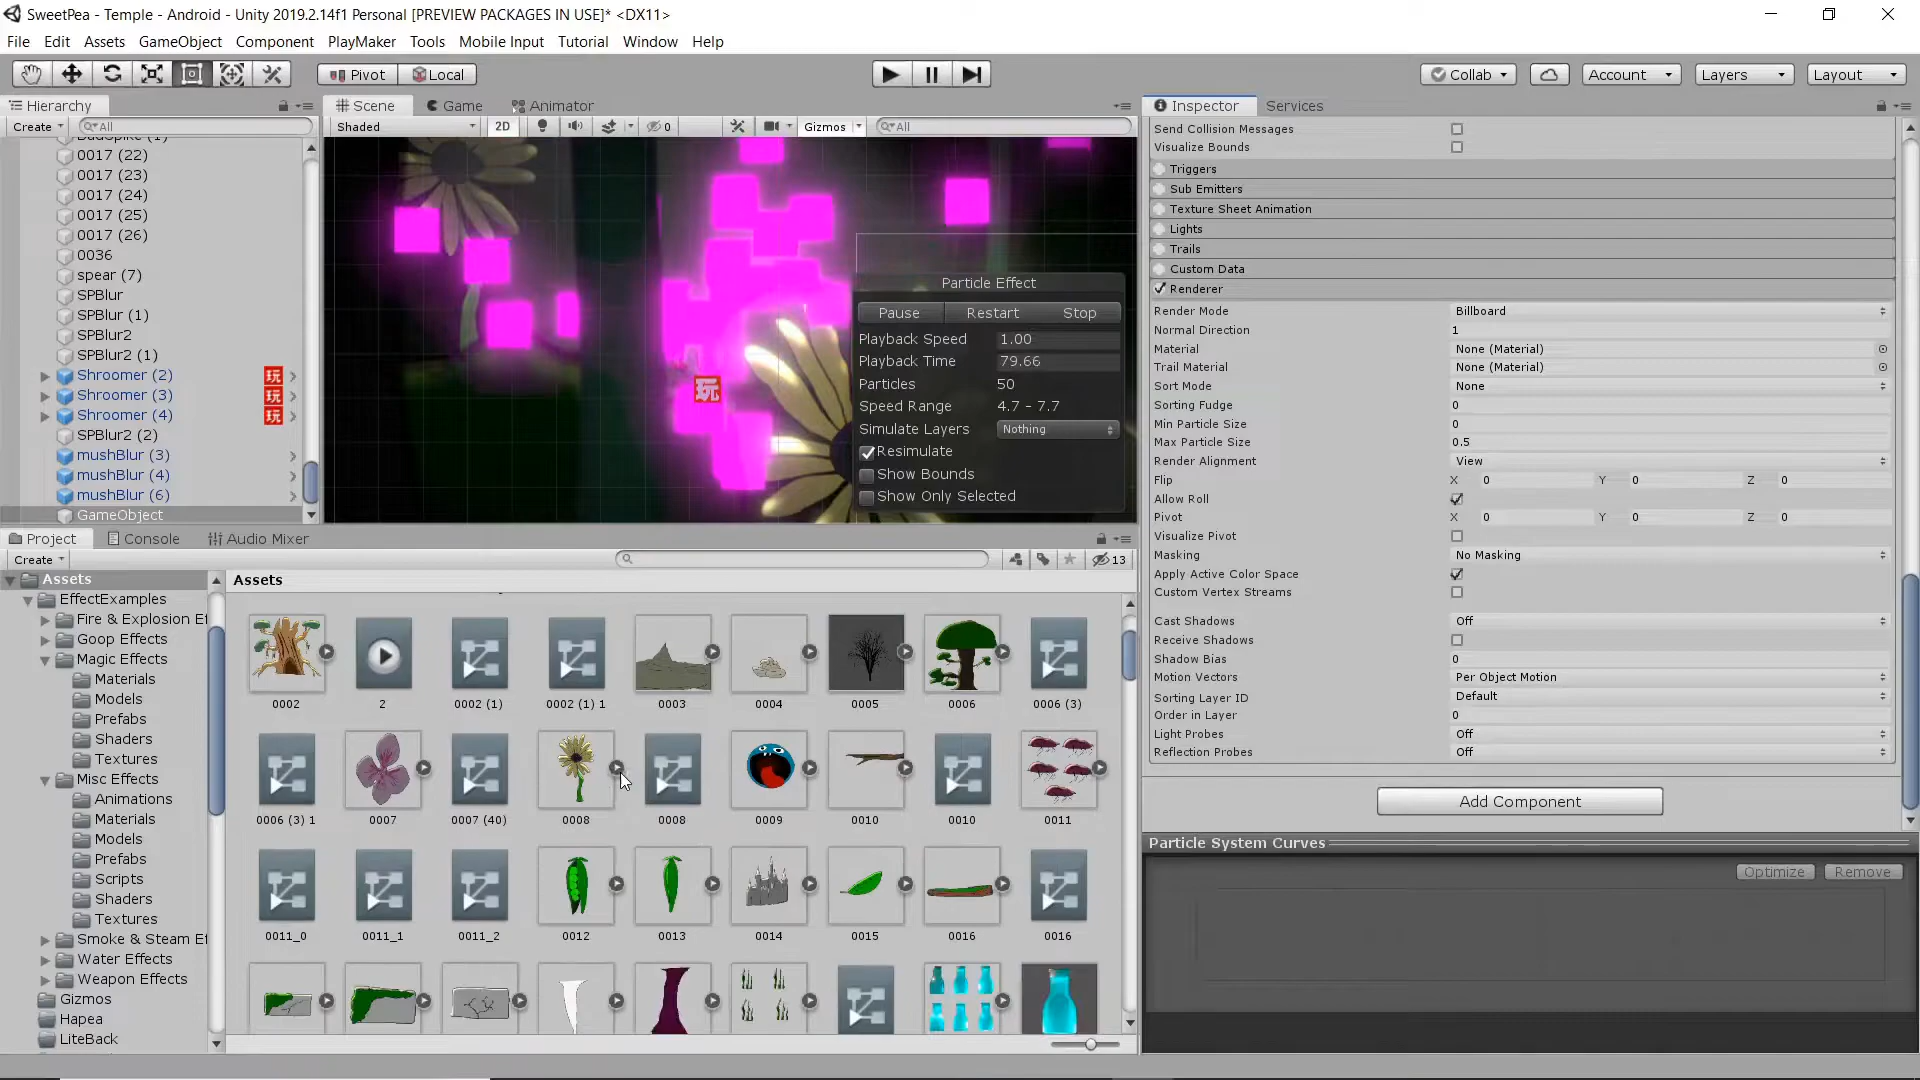 SweetPea - Temple - Android - Unity 2019.2.14f1 Personal [PREVIEW PACKAGES IN USE]* <DX11>
File Edit Assets GameObject Component PlayMaker Tools Mobile Input Tutorial Window Help
Pivot Local Collab Account Layers Layout
Hierarchy Scene Game Animator Inspector Services
Create All Shaded 2D 0 Gizmos All
0017 (22)
0017 (23)
0017 (24)
0017 (25)
0017 (26)
0036
spear (7)
SPBlur
SPBlur (1)
SPBlur2
SPBlur2 (1)
Shroomer (2) 玩
Shroomer (3) 玩
Shroomer (4) 玩
SPBlur2 (2)
mushBlur (3)
mushBlur (4)
mushBlur (6)
GameObject
玩
Particle Effect
Pause Restart Stop
Playback Speed 1.00
Playback Time 79.66
Particles 50
Speed Range 4.7 - 7.7
Simulate Layers Nothing
Resimulate
Show Bounds
Show Only Selected
Send Collision Messages
Visualize Bounds
Triggers
Sub Emitters
Texture Sheet Animation
Lights
Trails
Custom Data
Renderer
Render Mode Billboard
Normal Direction 1
Material None (Material)
Trail Material None (Material)
Sort Mode None
Sorting Fudge 0
Min Particle Size 0
Max Particle Size 0.5
Render Alignment View
Flip X 0 Y 0 Z 0
Allow Roll
Pivot X 0 Y 0 Z 0
Visualize Pivot
Masking No Masking
Apply Active Color Space
Custom Vertex Streams
Cast Shadows Off
Receive Shadows
Shadow Bias 0
Motion Vectors Per Object Motion
Sorting Layer ID Default
Order in Layer 0
Light Probes Off
Reflection Probes Off
Add Component
Particle System Curves
Optimize Remove
Project Console Audio Mixer
Create 13
Assets
EffectExamples
Fire & Explosion Ef
Goop Effects
Magic Effects
Materials
Models
Prefabs
Shaders
Textures
Misc Effects
Animations
Materials
Models
Prefabs
Scripts
Shaders
Textures
Smoke & Steam Ef
Water Effects
Weapon Effects
Gizmos
Hapea
LiteBack
Assets
0002 2 0002 (1) 0002 (1) 1 0003 0004 0005 0006 0006 (3)
0006 (3) 1 0007 0007 (40) 0008 0008 0009 0010 0010 0011
0011_0 0011_1 0011_2 0012 0013 0014 0015 0016 0016